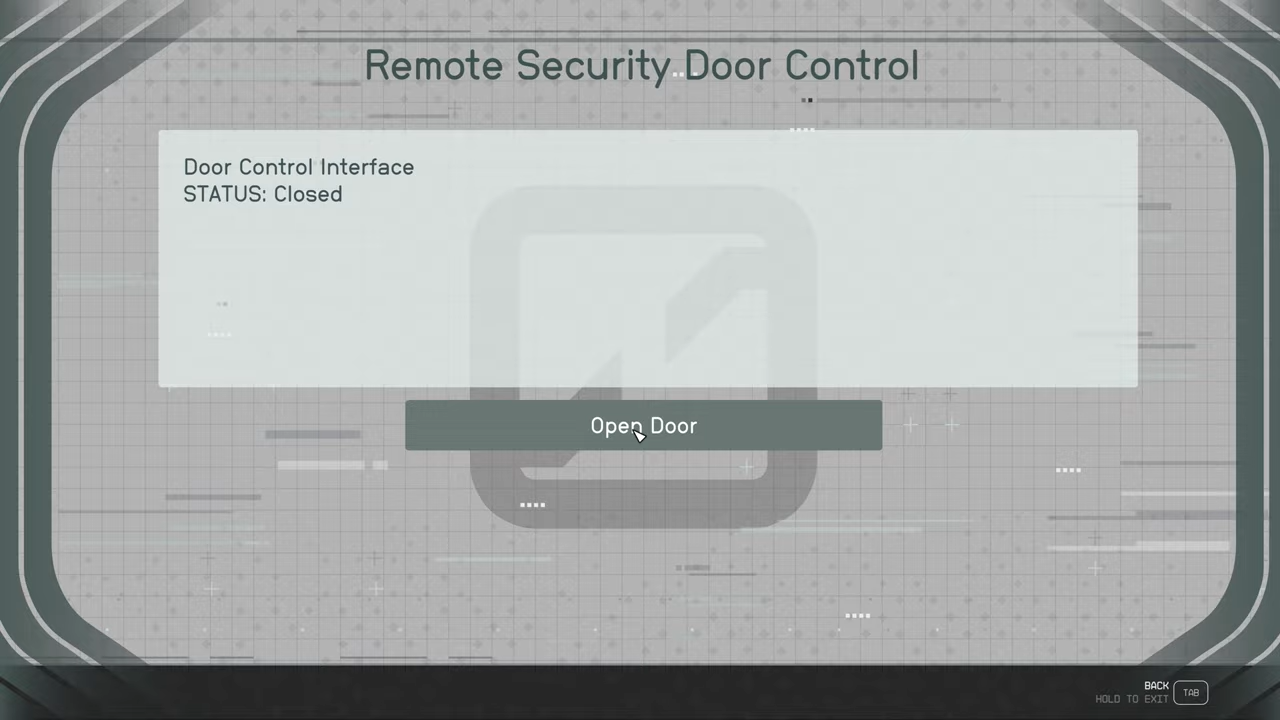 Remote Security Door Control
Door Control Interface
STATUS: Closed
Open Door
BACK
HOLD TO EXIT
TAB